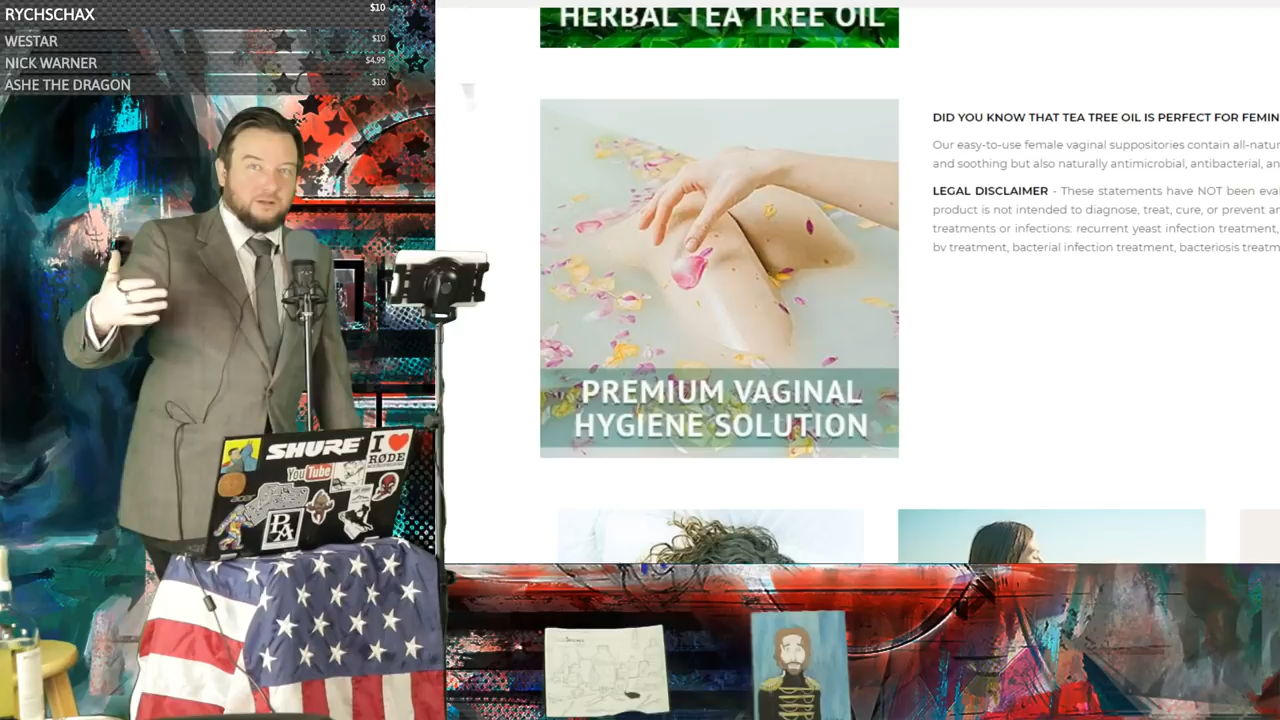 RYCHSCHAX $10
WESTAR $10
NICK WARNER $4.99
ASHE THE DRAGON $10
HERBAL TEA TREE OIL
DID YOU KNOW THAT TEA TREE OIL IS PERFECT FOR FEMIN
Our easy-to-use female vaginal suppositories contain all-natur
and soothing but also naturally antimicrobial, antibacterial, an
LEGAL DISCLAIMER - These statements have NOT been eva
product is not intended to diagnose, treat, cure, or prevent an
treatments or infections: recurrent yeast infection treatment,
bv treatment, bacterial infection treatment, bacteriosis treatm
PREMIUM VAGINAL
HYGIENE SOLUTION
SHURE
I
RØDE
YouTube
PA